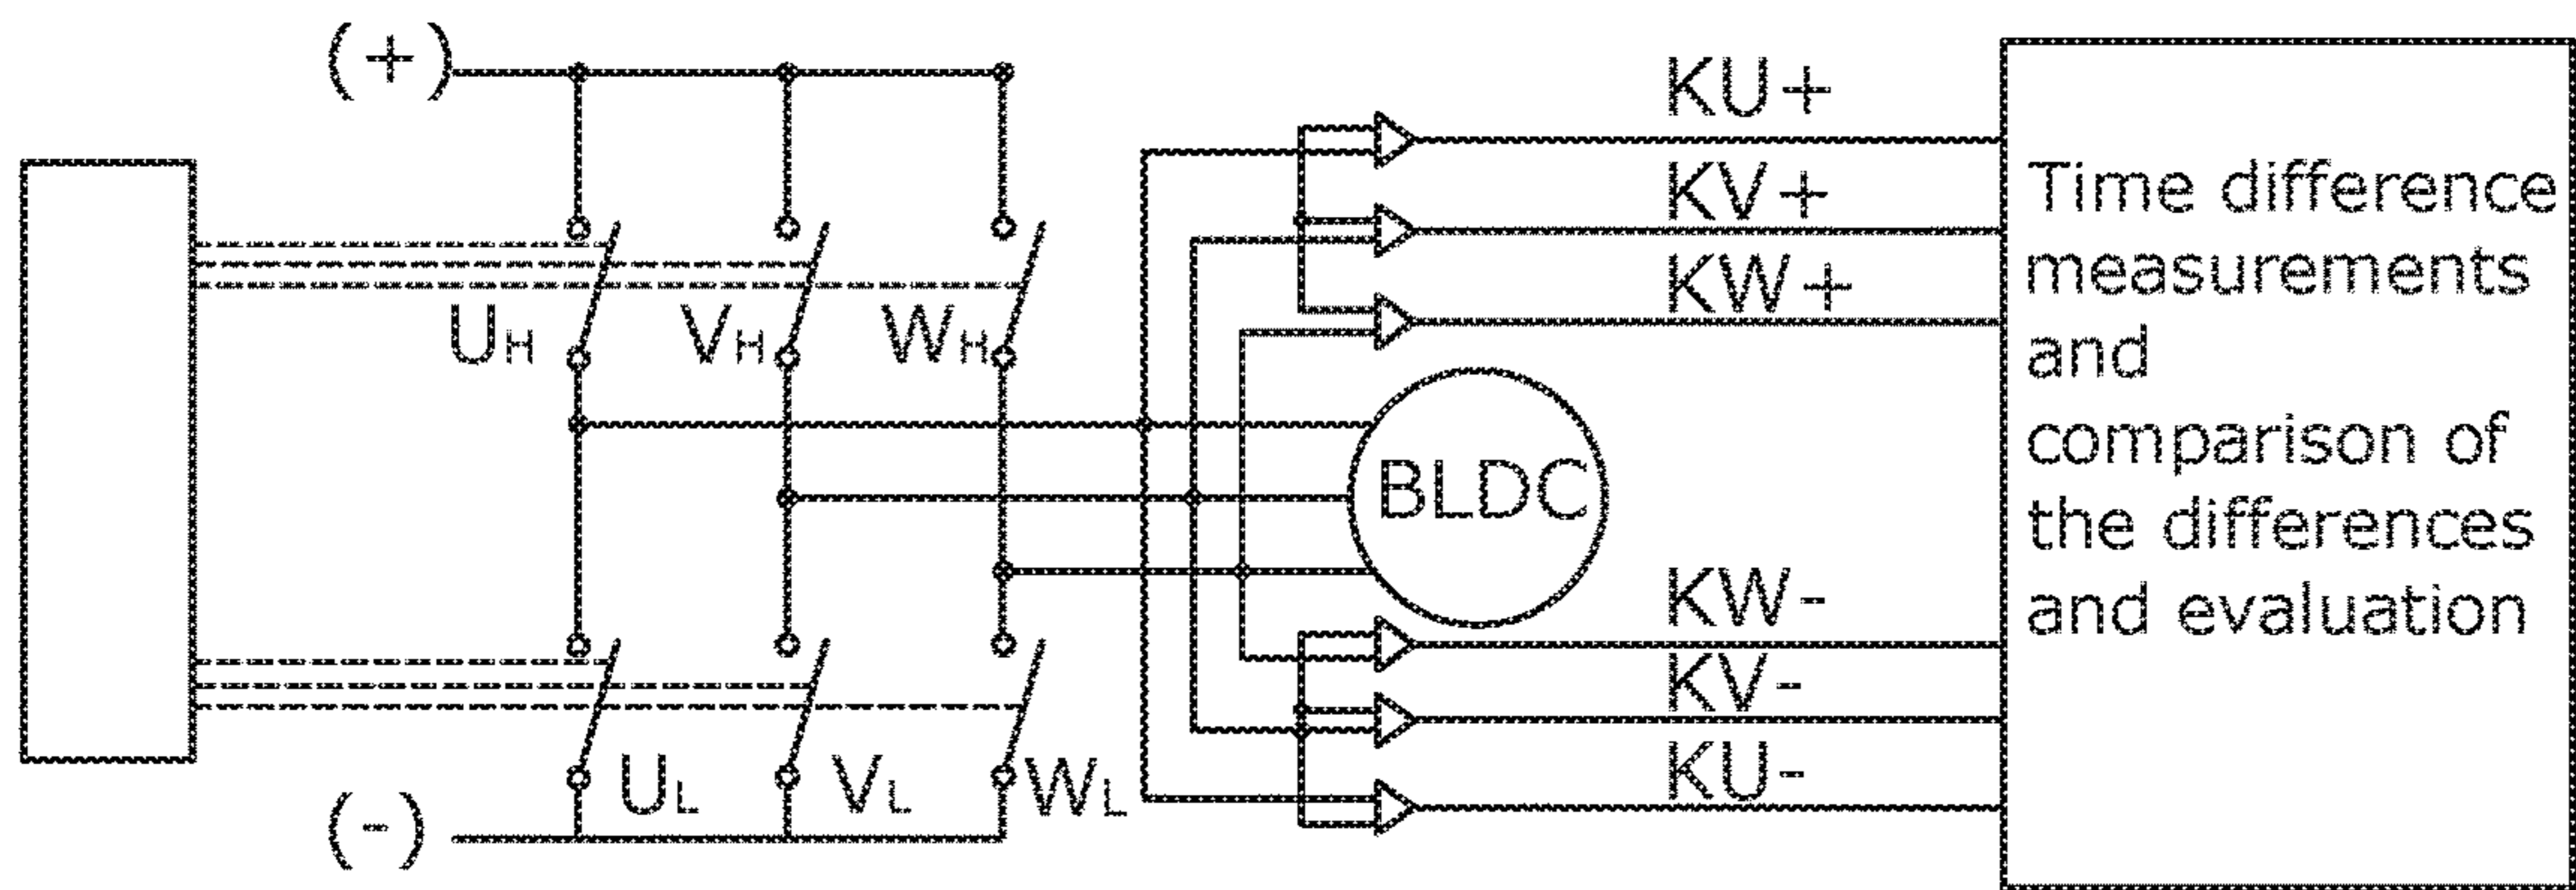 (+)
KU+
KV+
KW+
UH
VH
WH
Time difference
measurements
and
comparison of
the differences
and evaluation
BLDC
KW-
KV-
KU-
UL
VL
WL
(-)